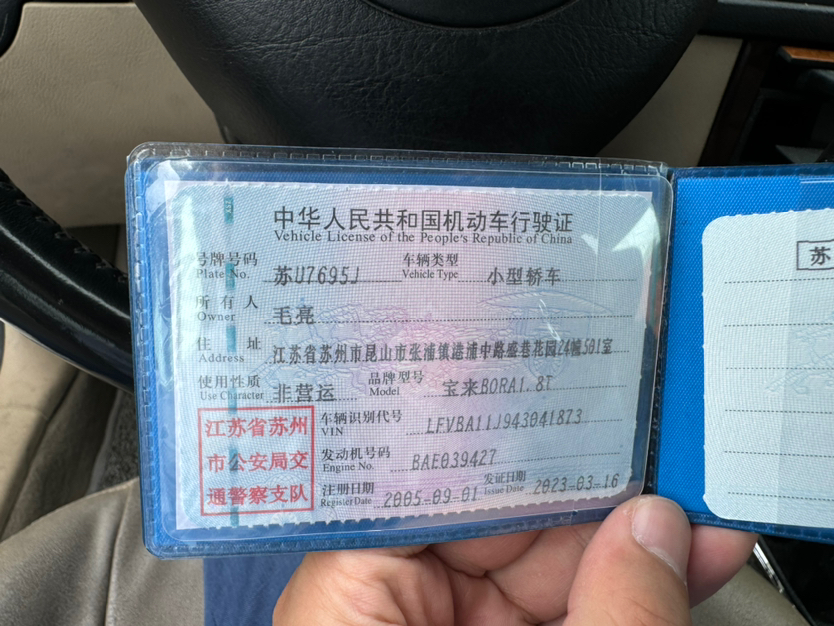 中华人民共和国机动车行驶证
Vehicle License of the People's Republic of China
号牌号码 Plate No. 苏U7695J 车辆类型 Vehicle Type 小型轿车
所有人 Owner 毛亮
住址 Address 江苏省苏州市昆山市张浦镇港浦中路盛巷花园24幢501室
使用性质 Use Character 非营运 品牌型号 Model 宝来BORA1.8T
江苏省苏州
市公安局交
通警察支队
车辆识别代号 VIN LFVBA11J943041873
发动机号码 Engine No. BAE039427
注册日期 Register Date 2005-09-01 发证日期 Issue Date 2023-03-16
苏